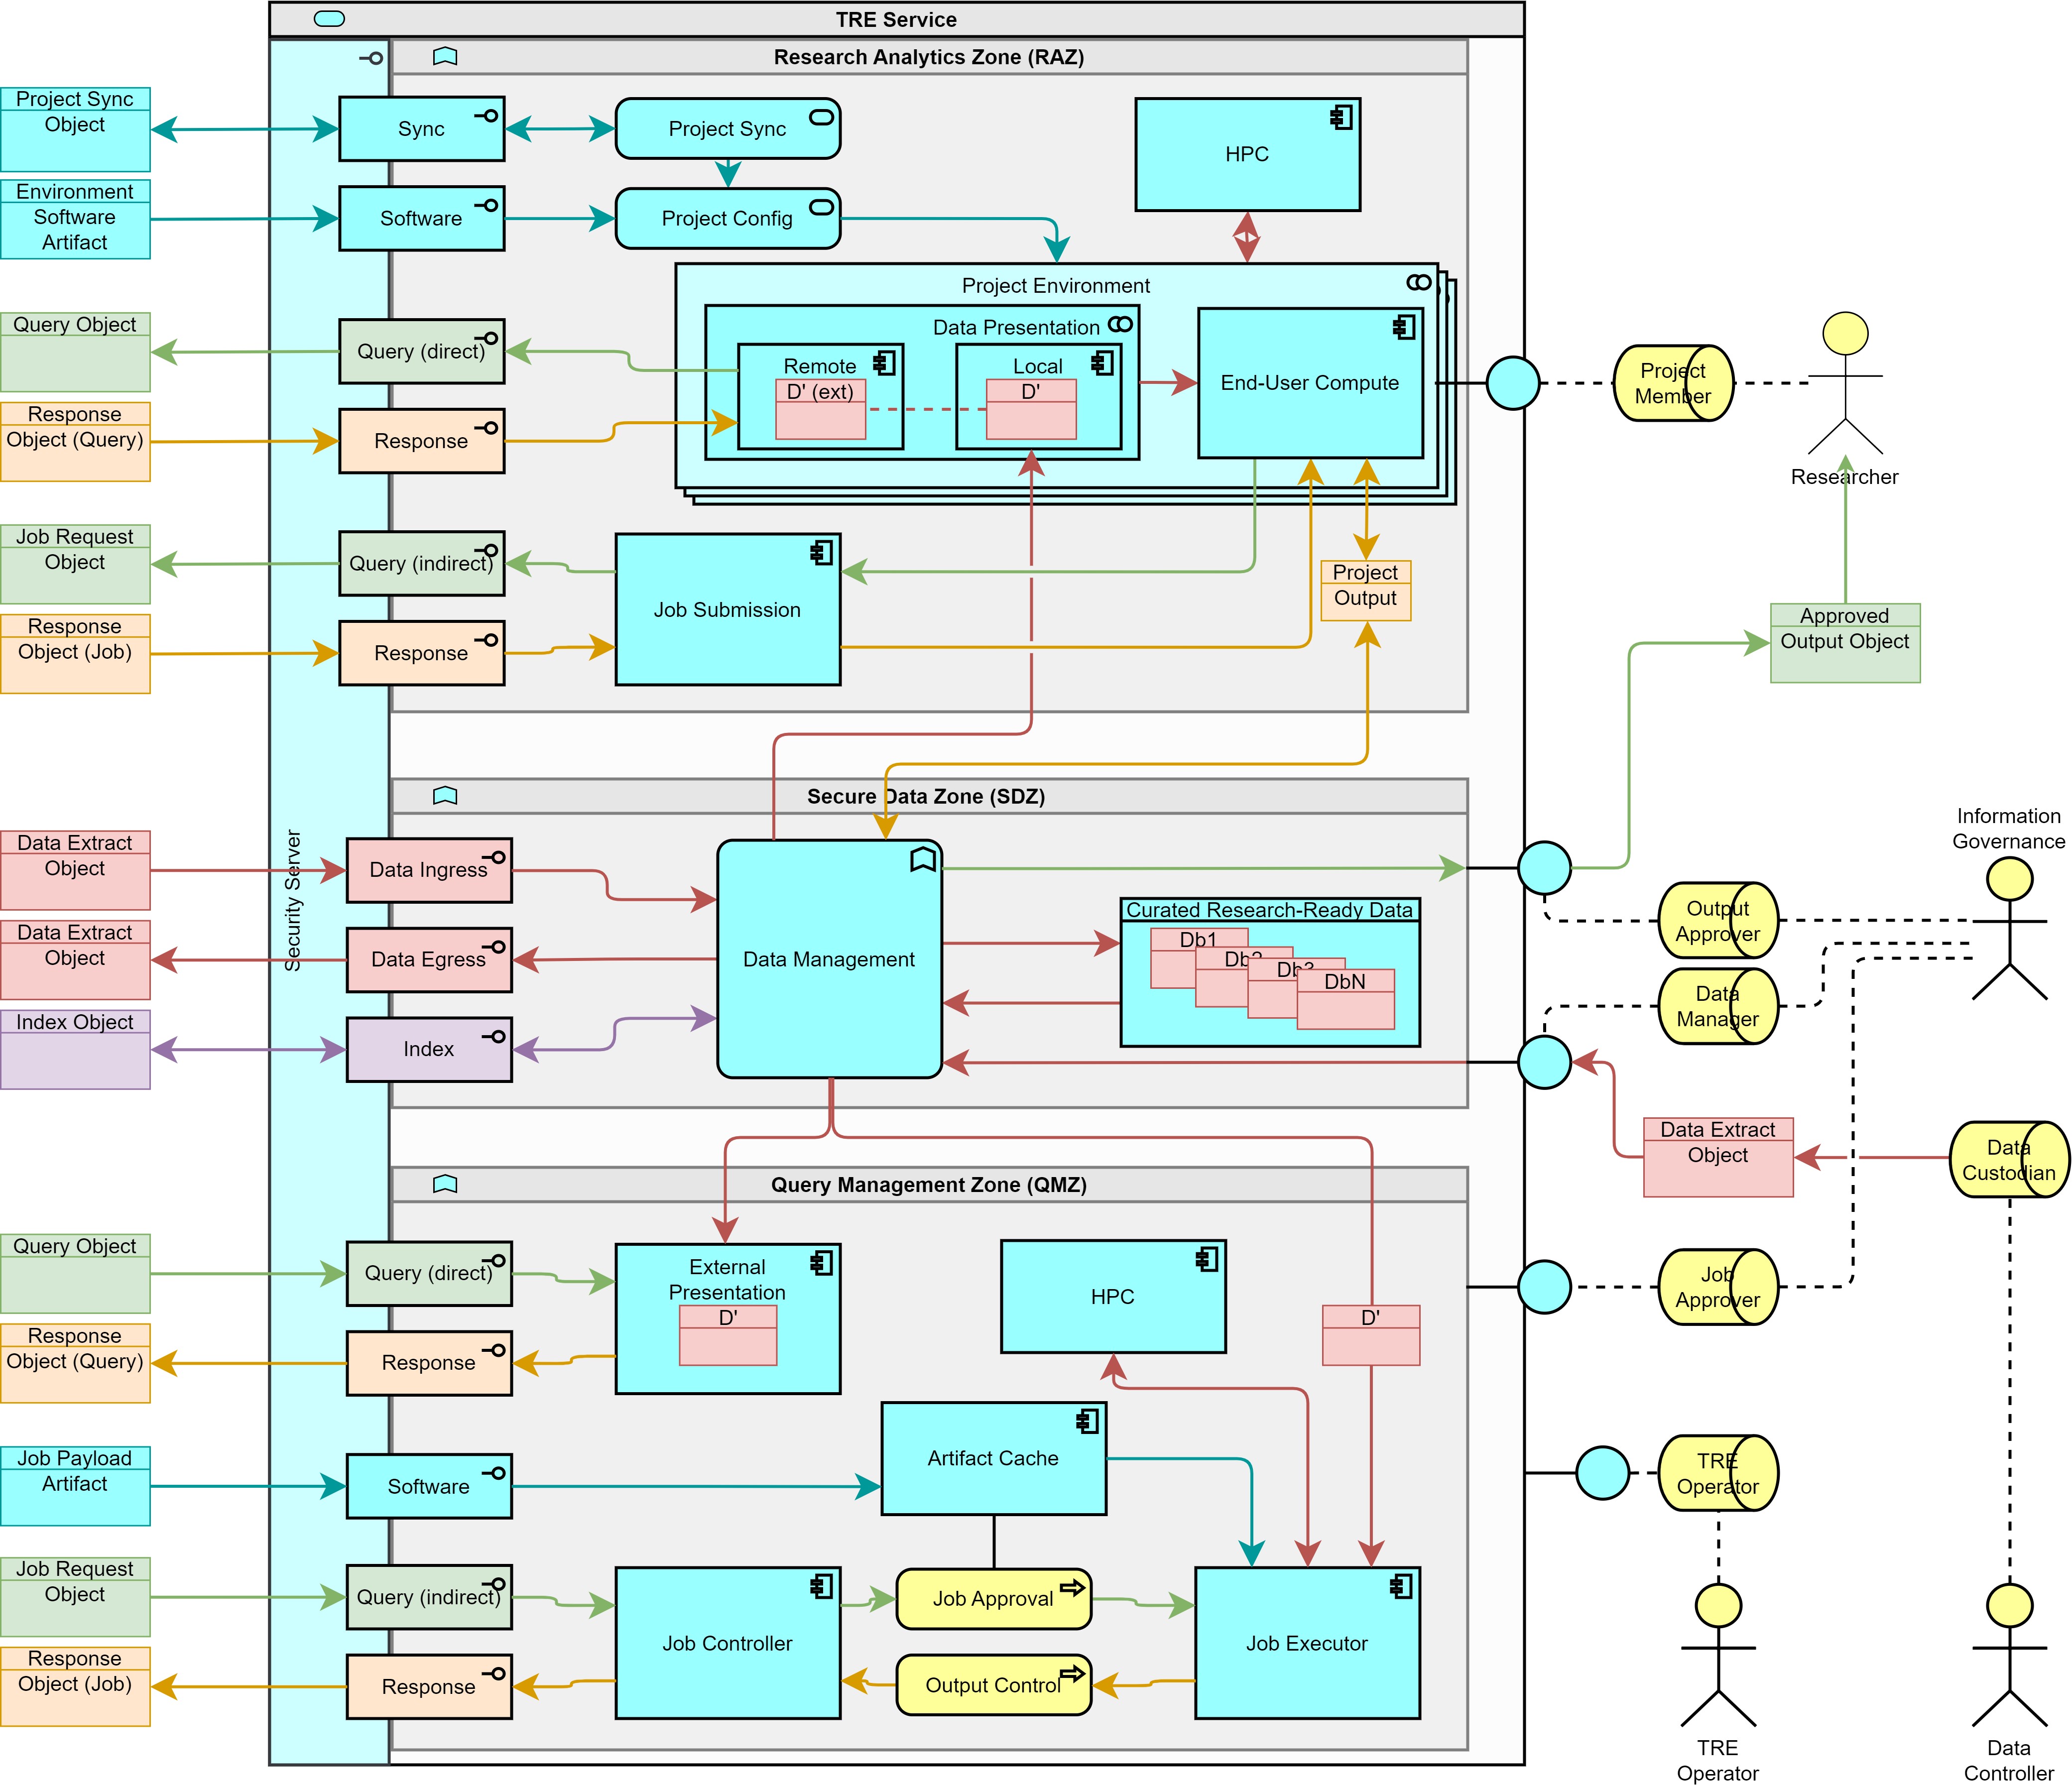 TRE Service
Research Analytics Zone (RAZ)
Security Server
Project Sync
Object
Sync
Project Sync
HPC
Environment
Software
Artifact
Software
Project Config
Project Environment
Data Presentation
Remote
D' (ext)
Local
D'
End-User Compute
Query Object
Query (direct)
Response
Object (Query)
Response
Project
Member
Researcher
Job Request
Object
Query (indirect)
Job Submission
Project
Output
Response
Object (Job)
Response
Approved
Output Object
Secure Data Zone (SDZ)
Data Extract
Object
Data Ingress
Data Extract
Object
Data Egress
Index Object
Index
Data Management
Curated Research-Ready Data
Db1
Db2
Db3
DbN
Information
Governance
Output
Approver
Data
Manager
Data Extract
Object
Data
Custodian
Query Management Zone (QMZ)
Query Object
Query (direct)
External
Presentation
D'
HPC
D'
Job
Approver
Response
Object (Query)
Response
Job Payload
Artifact
Software
Artifact Cache
TRE
Operator
Job Request
Object
Query (indirect)
Job Controller
Job Approval
Job Executor
Response
Object (Job)
Response
Output Control
TRE
Operator
Data
Controller